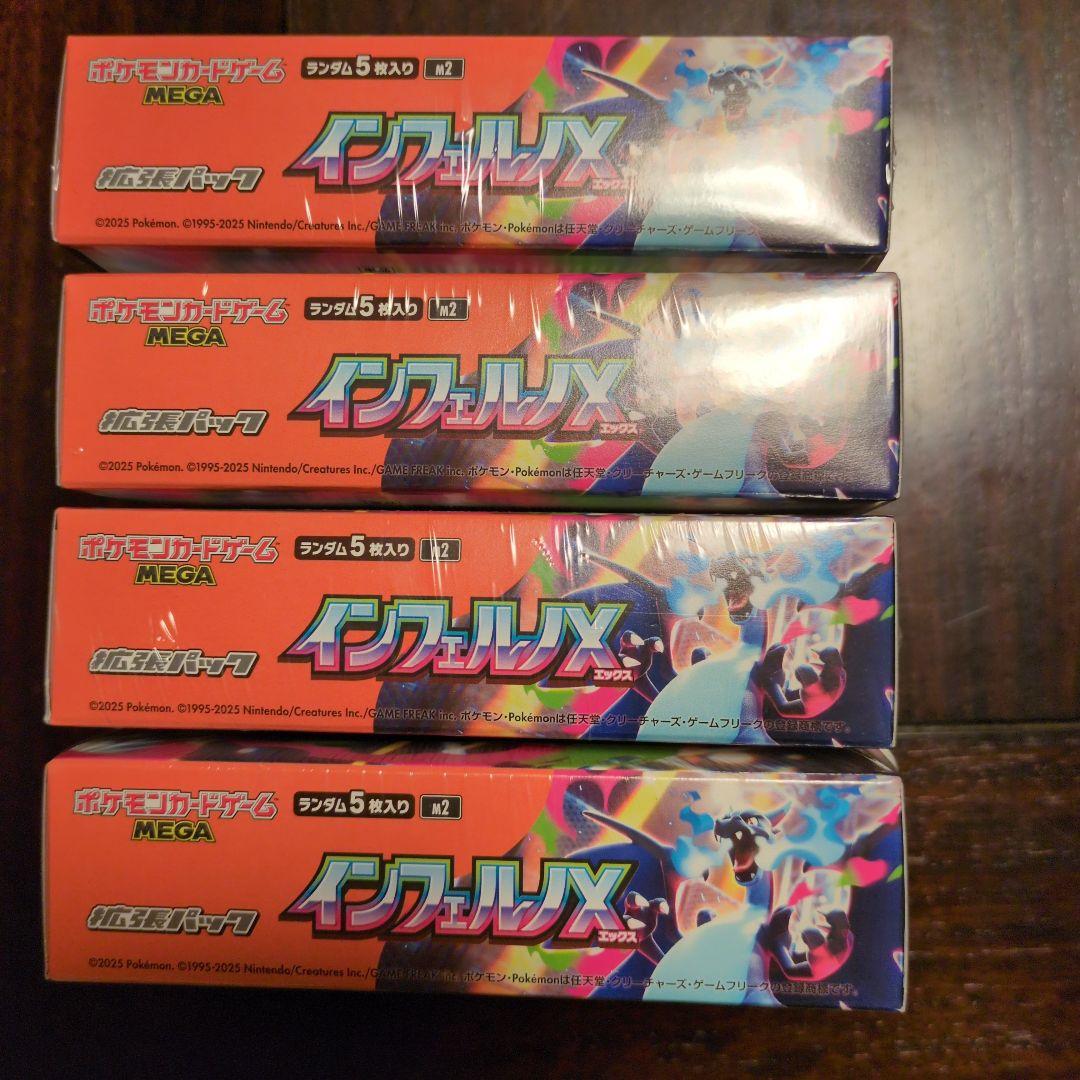 ポケモンカードゲーム
MEGA
ランダム5枚入り
M2
インフェルノX
エックス
拡張パック
©2025 Pokémon. ©1995-2025 Nintendo/Creatures Inc./GAME FREAK inc. ポケモン・Pokémonは任天堂・クリーチャーズ・ゲームフリーク
ポケモンカードゲーム
MEGA
ランダム5枚入り
M2
インフェルノX
エックス
拡張パック
©2025 Pokémon. ©1995-2025 Nintendo/Creatures Inc./GAME FREAK inc. ポケモン・Pokémonは任天堂・クリーチャーズ・ゲームフリークの登録商標です。
ポケモンカードゲーム
MEGA
ランダム5枚入り
M2
インフェルノX
エックス
拡張パック
©2025 Pokémon. ©1995-2025 Nintendo/Creatures Inc./GAME FREAK inc. ポケモン・Pokémonは任天堂・クリーチャーズ・ゲームフリークの登録商標です。
ポケモンカードゲーム
MEGA
ランダム5枚入り
M2
インフェルノX
エックス
拡張パック
©2025 Pokémon. ©1995-2025 Nintendo/Creatures Inc./GAME FREAK inc. ポケモン・Pokémonは任天堂・クリーチャーズ・ゲームフリークの登録商標です。